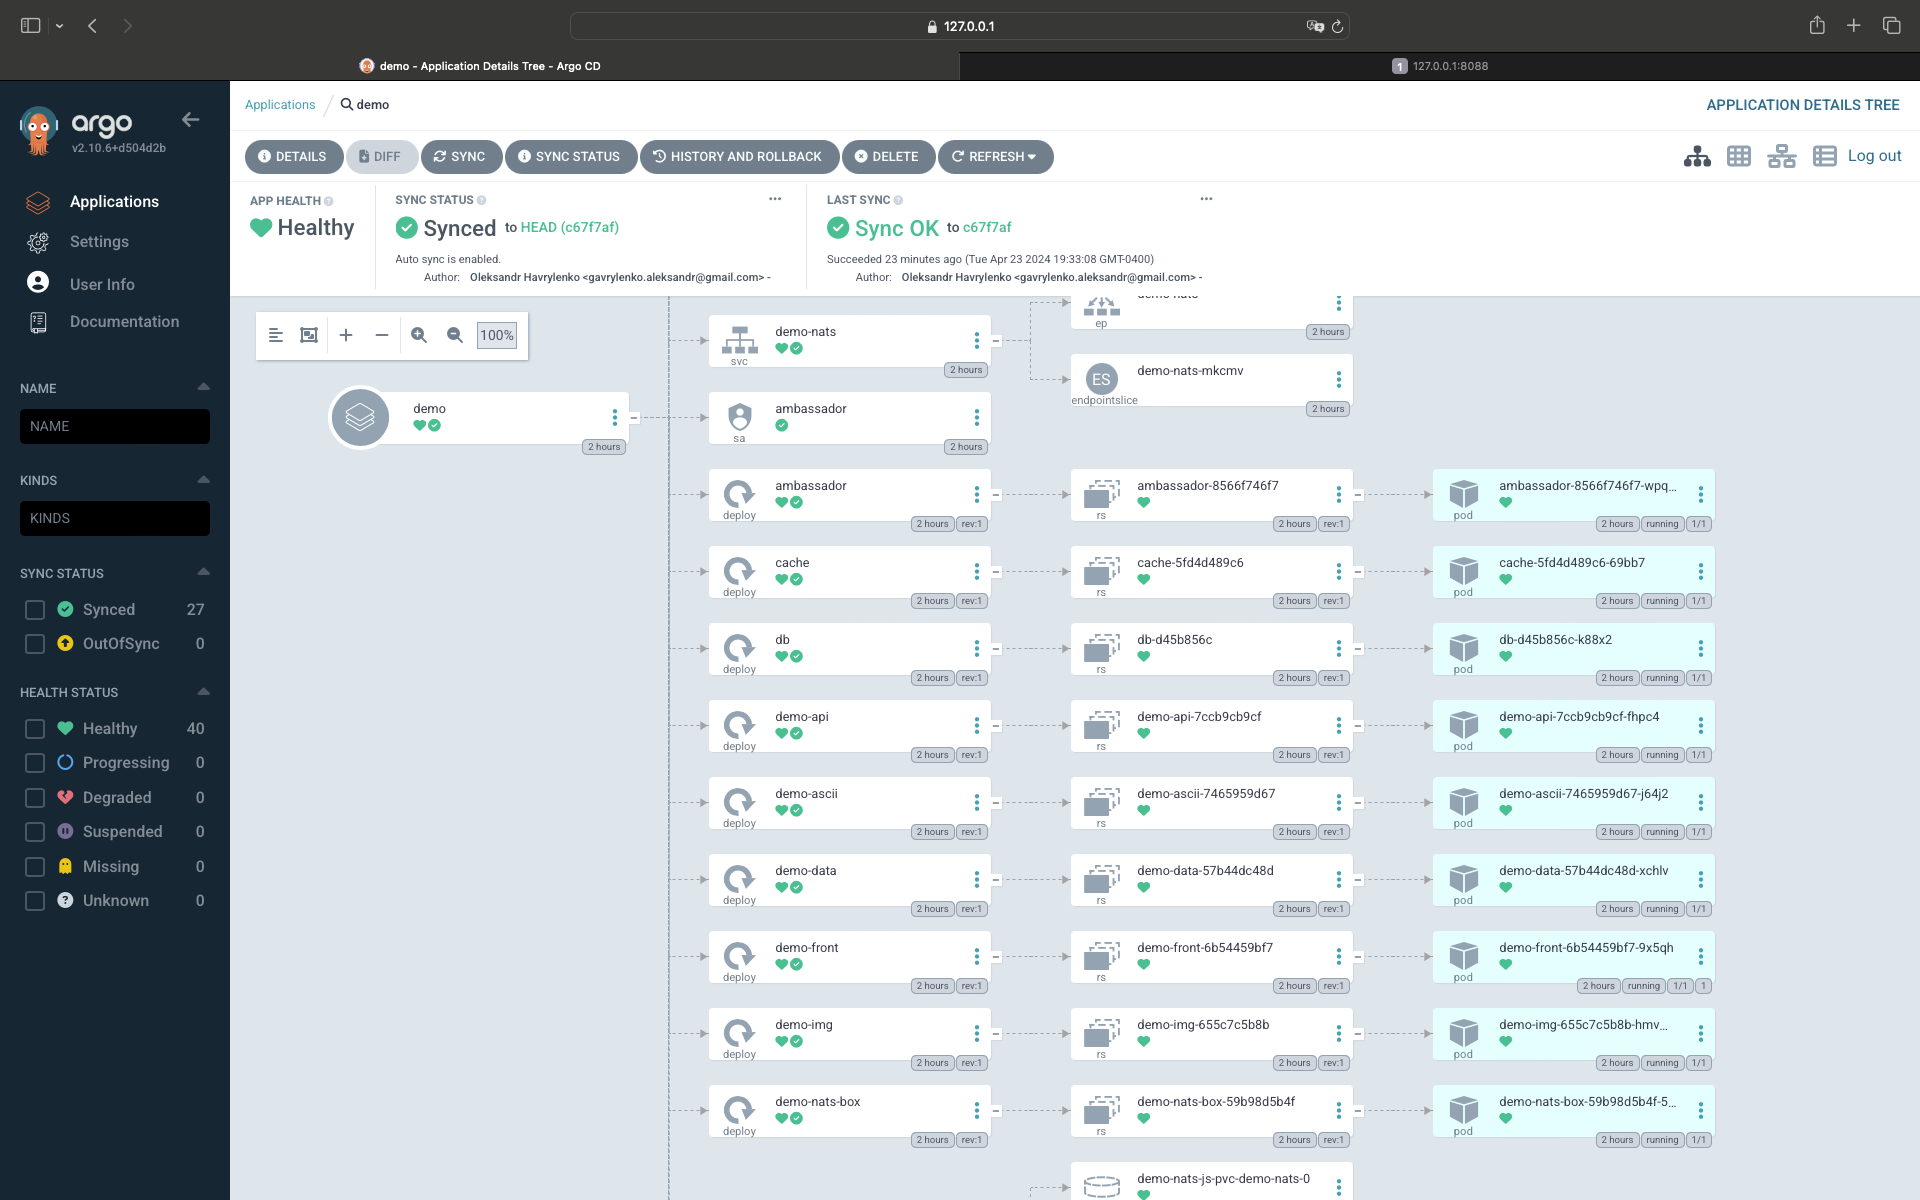 127.0.0.1
demo - Application Details Tree - Argo CD
1 127.0.0.1:8088
argo
v2.10.6+d504d2b
Applications
Settings
User Info
Documentation
NAME
NAME
KINDS
KINDS
SYNC STATUS
Synced 27
OutOfSync 0
HEALTH STATUS
Healthy 40
Progressing 0
Degraded 0
Suspended 0
Missing 0
Unknown 0
Applications / demo
APPLICATION DETAILS TREE
DETAILS DIFF SYNC SYNC STATUS HISTORY AND ROLLBACK DELETE REFRESH
Log out
APP HEALTH
Healthy
SYNC STATUS
Synced to HEAD (c67f7af)
Auto sync is enabled.
Author: Oleksandr Havrylenko <gavrylenko.aleksandr@gmail.com> -
LAST SYNC
Sync OK to c67f7af
Succeeded 23 minutes ago (Tue Apr 23 2024 19:33:08 GMT-0400)
Author: Oleksandr Havrylenko <gavrylenko.aleksandr@gmail.com> -
100%
demo
2 hours
demo-nats
svc
2 hours
demo-nats
ep
2 hours
ES
demo-nats-mkcmv
endpointslice
2 hours
ambassador
sa
2 hours
ambassador
deploy
2 hours rev:1
ambassador-8566f746f7
rs
2 hours rev:1
ambassador-8566f746f7-wpq...
pod
2 hours running 1/1
cache
deploy
2 hours rev:1
cache-5fd4d489c6
rs
2 hours rev:1
cache-5fd4d489c6-69bb7
pod
2 hours running 1/1
db
deploy
2 hours rev:1
db-d45b856c
rs
2 hours rev:1
db-d45b856c-k88x2
pod
2 hours running 1/1
demo-api
deploy
2 hours rev:1
demo-api-7ccb9cb9cf
rs
2 hours rev:1
demo-api-7ccb9cb9cf-fhpc4
pod
2 hours running 1/1
demo-ascii
deploy
2 hours rev:1
demo-ascii-7465959d67
rs
2 hours rev:1
demo-ascii-7465959d67-j64j2
pod
2 hours running 1/1
demo-data
deploy
2 hours rev:1
demo-data-57b44dc48d
rs
2 hours rev:1
demo-data-57b44dc48d-xchlv
pod
2 hours running 1/1
demo-front
deploy
2 hours rev:1
demo-front-6b54459bf7
rs
2 hours rev:1
demo-front-6b54459bf7-9x5qh
pod
2 hours running 1/1 1
demo-img
deploy
2 hours rev:1
demo-img-655c7c5b8b
rs
2 hours rev:1
demo-img-655c7c5b8b-hmv...
pod
2 hours running 1/1
demo-nats-box
deploy
2 hours rev:1
demo-nats-box-59b98d5b4f
rs
2 hours rev:1
demo-nats-box-59b98d5b4f-5...
pod
2 hours running 1/1
demo-nats-js-pvc-demo-nats-0